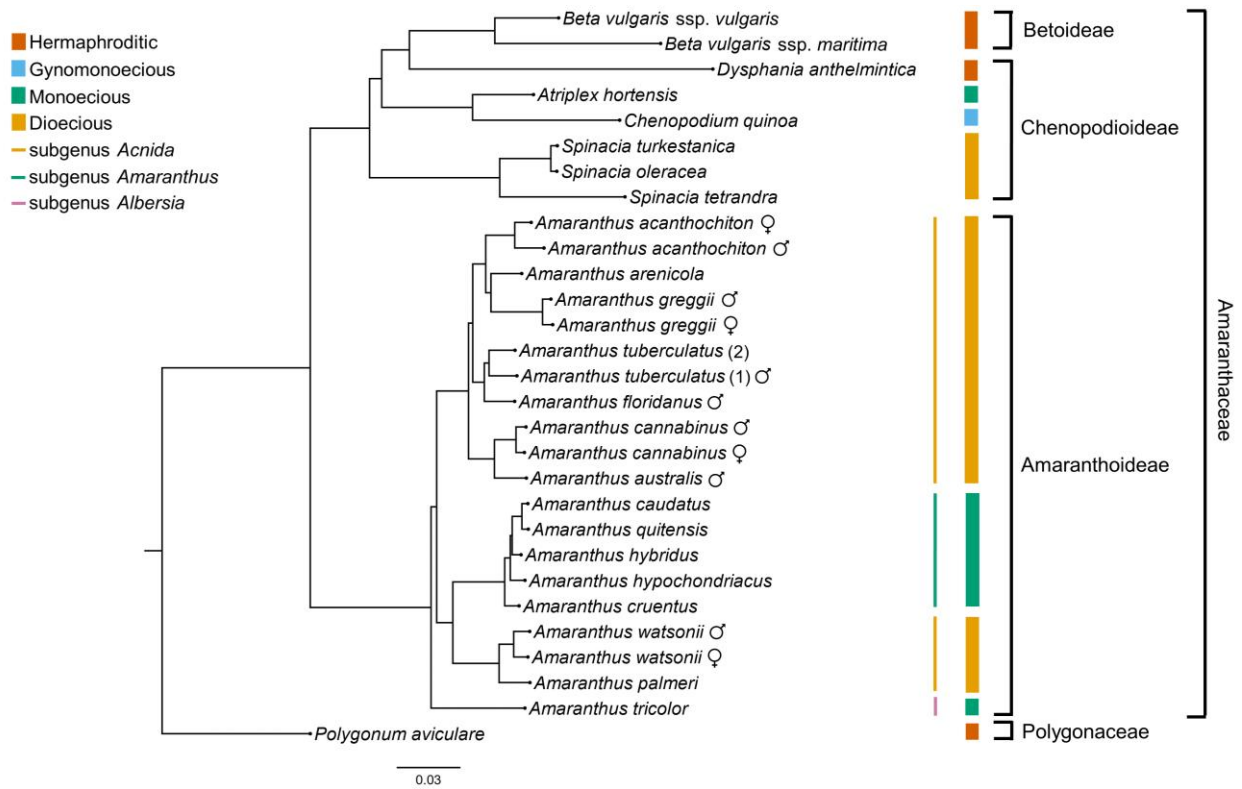 Hermaphroditic
Gynomonoecious
Monoecious
Dioecious
subgenus Acnida
subgenus Amaranthus
subgenus Albersia
Beta vulgaris ssp. vulgaris
Beta vulgaris ssp. maritima
Dysphania anthelmintica
Atriplex hortensis
Chenopodium quinoa
Spinacia turkestanica
Spinacia oleracea
Spinacia tetrandra
Amaranthus acanthochiton ♀
Amaranthus acanthochiton ♂
Amaranthus arenicola
Amaranthus greggii ♂
Amaranthus greggii ♀
Amaranthus tuberculatus (2)
Amaranthus tuberculatus (1) ♂
Amaranthus floridanus ♂
Amaranthus cannabinus ♂
Amaranthus cannabinus ♀
Amaranthus australis ♂
Amaranthus caudatus
Amaranthus quitensis
Amaranthus hybridus
Amaranthus hypochondriacus
Amaranthus cruentus
Amaranthus watsonii ♂
Amaranthus watsonii ♀
Amaranthus palmeri
Amaranthus tricolor
Polygonum aviculare
Betoideae
Chenopodioideae
Amaranthoideae
Polygonaceae
Amaranthaceae
0.03